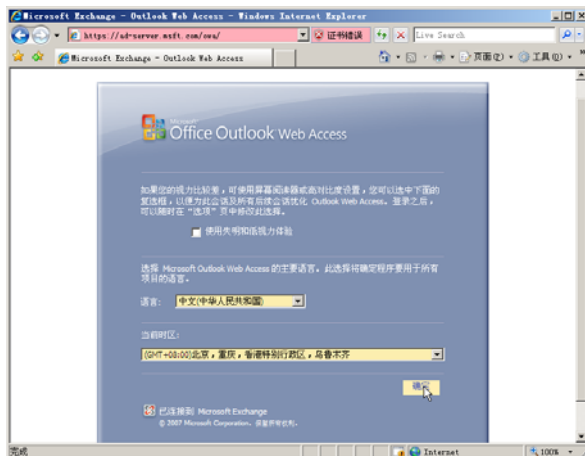 Microsoft Exchange - Outlook Web Access - Windows Internet Explorer
https://ad-server.msft.com/owa/
证书错误
Live Search
Microsoft Exchange - Outlook Web Access
页面(P)
工具(O)
Microsoft
Office Outlook Web Access
如果您的视力比较差，可使用屏幕阅读器或高对比度设置，您可以选中下面的
复选框，以便为此会话及所有后续会话优化 Outlook Web Access。登录之后，
可以随时在“选项”页中修改此选择。
使用失明和低视力体验
选择 Microsoft Outlook Web Access 的主要语言。此选择将确定程序要用于所有
项目的语言。
语言: 中文(中华人民共和国)
当前时区:
(GMT+08:00)北京，重庆，香港特别行政区，乌鲁木齐
确定
已连接到 Microsoft Exchange
© 2007 Microsoft Corporation。保留所有权利。
完成
Internet
100%